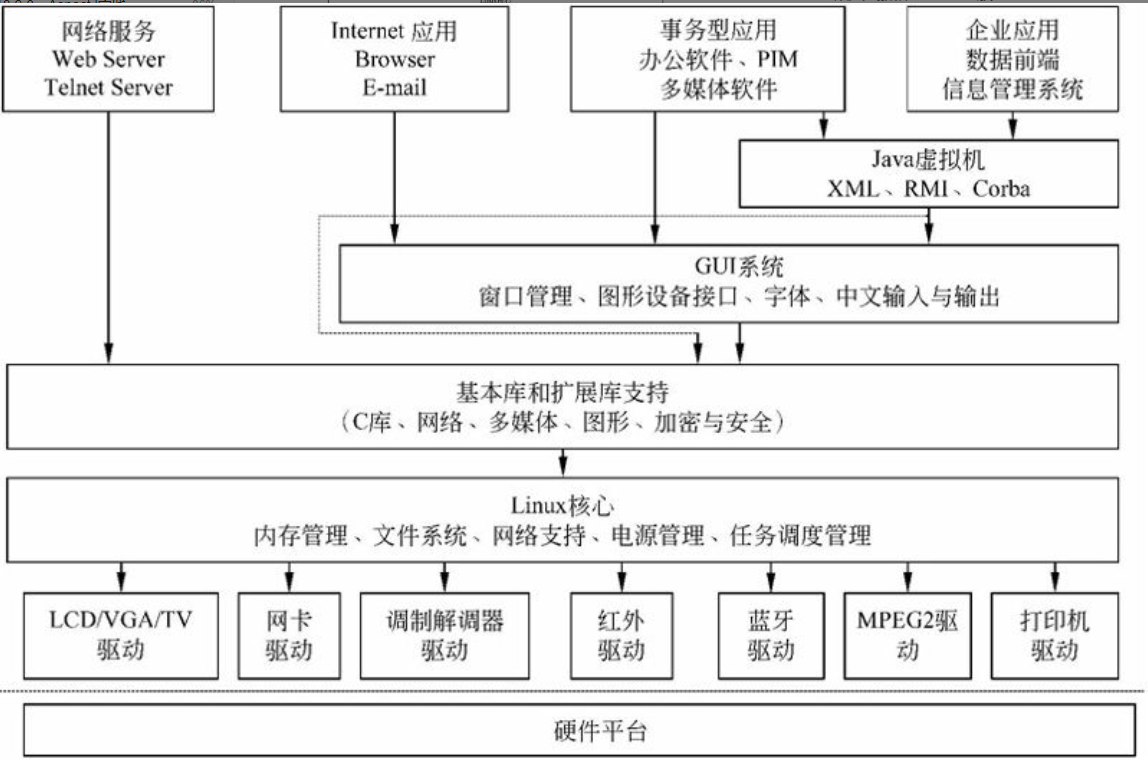 网络服务
Web Server
Telnet Server
Internet 应用
Browser
E-mail
事务型应用
办公软件、PIM
多媒体软件
企业应用
数据前端
信息管理系统
Java虚拟机
XML、RMI、Corba
GUI系统
窗口管理、图形设备接口、字体、中文输入与输出
基本库和扩展库支持
（C库、网络、多媒体、图形、加密与安全）
Linux核心
内存管理、文件系统、网络支持、电源管理、任务调度管理
LCD/VGA/TV
驱动
网卡
驱动
调制解调器
驱动
红外
驱动
蓝牙
驱动
MPEG2驱
动
打印机
驱动
硬件平台